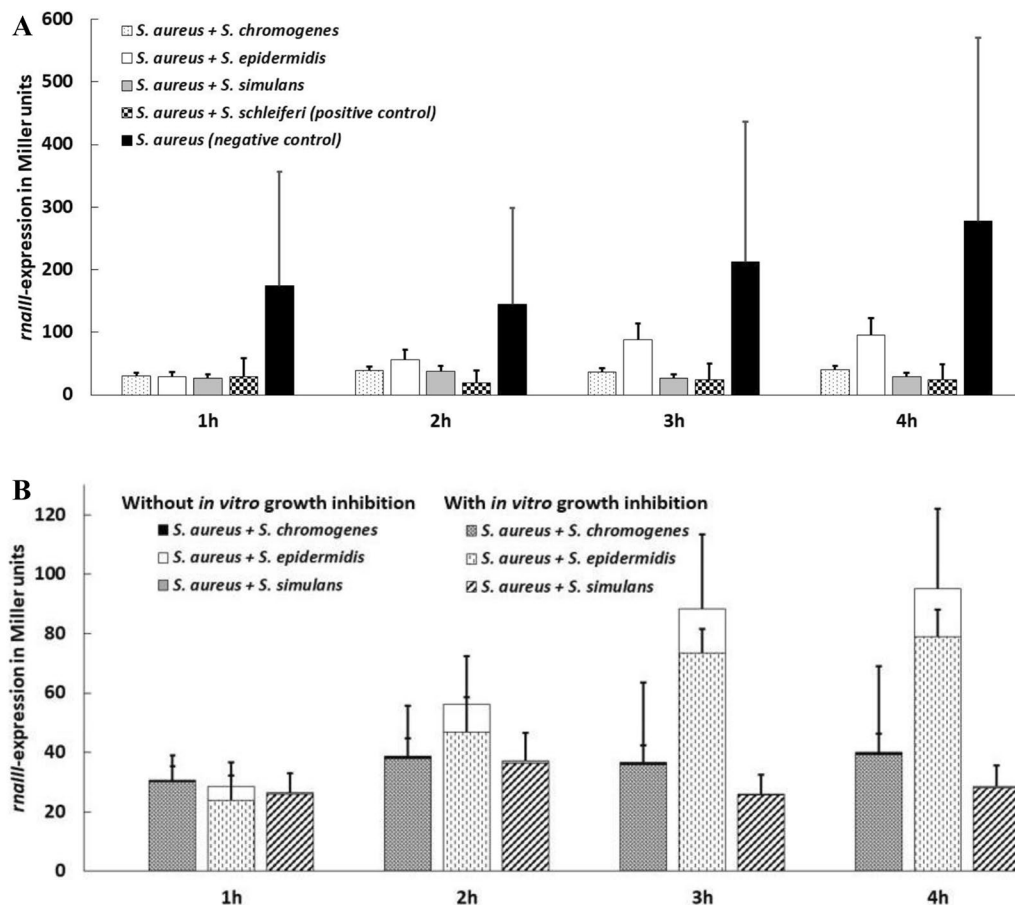 A
600
S. aureus + S. chromogenes
S. aureus + S. epidermidis
S. aureus + S. simulans
S. aureus + S. schleiferi (positive control)
S. aureus (negative control)
500
400
300
200
100
0
rnaIII-expression in Miller units
1h 2h 3h 4h
B
Without in vitro growth inhibition
S. aureus + S. chromogenes
S. aureus + S. epidermidis
S. aureus + S. simulans
With in vitro growth inhibition
S. aureus + S. chromogenes
S. aureus + S. epidermidis
S. aureus + S. simulans
120
100
80
60
40
20
0
rnaIII-expression in Miller units
1h 2h 3h 4h